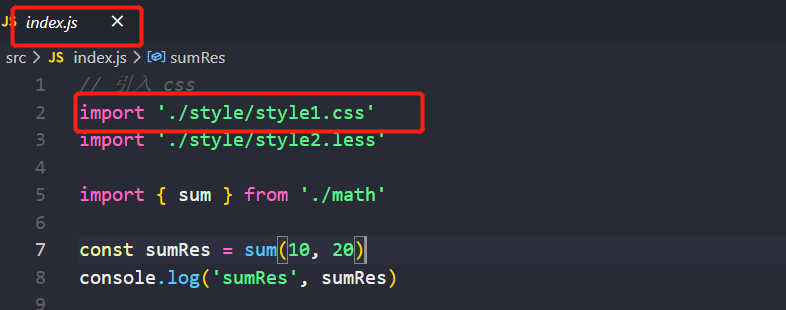 JS index.js ×
src > JS index.js > sumRes
1 // 引入 css
2 import './style/style1.css'
3 import './style/style2.less'
4
5 import { sum } from './math'
6
7 const sumRes = sum(10, 20)
8 console.log('sumRes', sumRes)
9